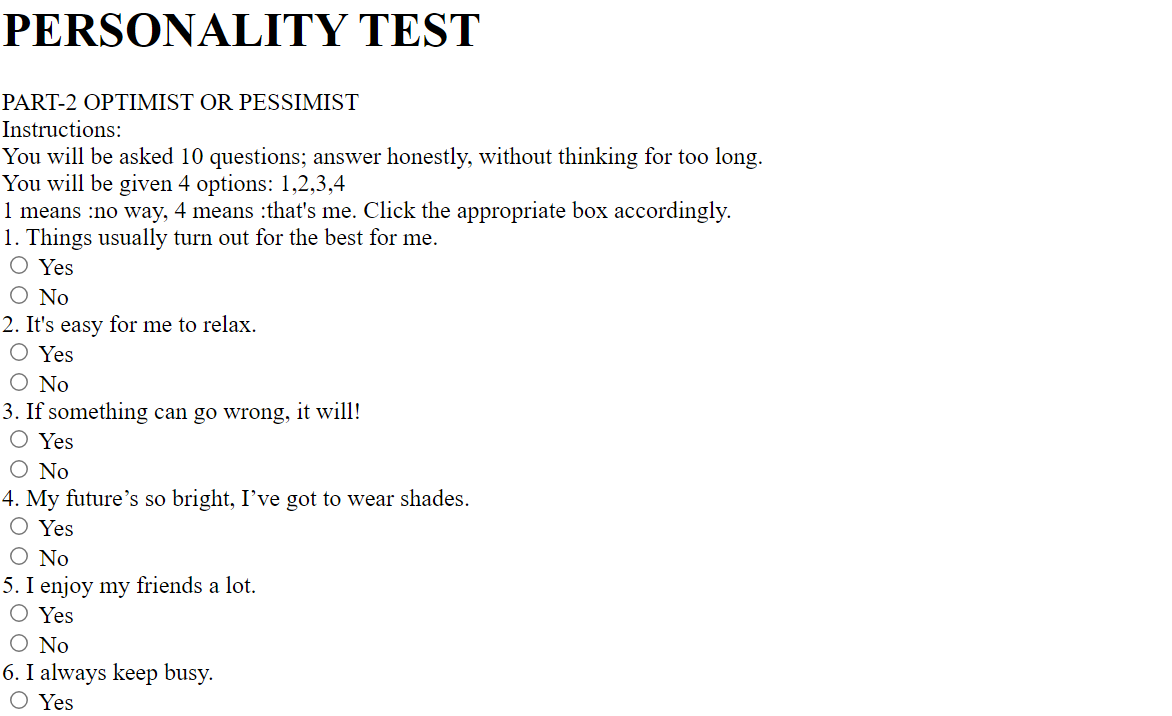 PERSONALITY TEST
PART-2 OPTIMIST OR PESSIMIST
Instructions:
You will be asked 10 questions; answer honestly, without thinking for too long.
You will be given 4 options: 1,2,3,4
1 means :no way, 4 means :that's me. Click the appropriate box accordingly.
1. Things usually turn out for the best for me.
Yes
No
2. It's easy for me to relax.
Yes
No
3. If something can go wrong, it will!
Yes
No
4. My future’s so bright, I’ve got to wear shades.
Yes
No
5. I enjoy my friends a lot.
Yes
No
6. I always keep busy.
Yes